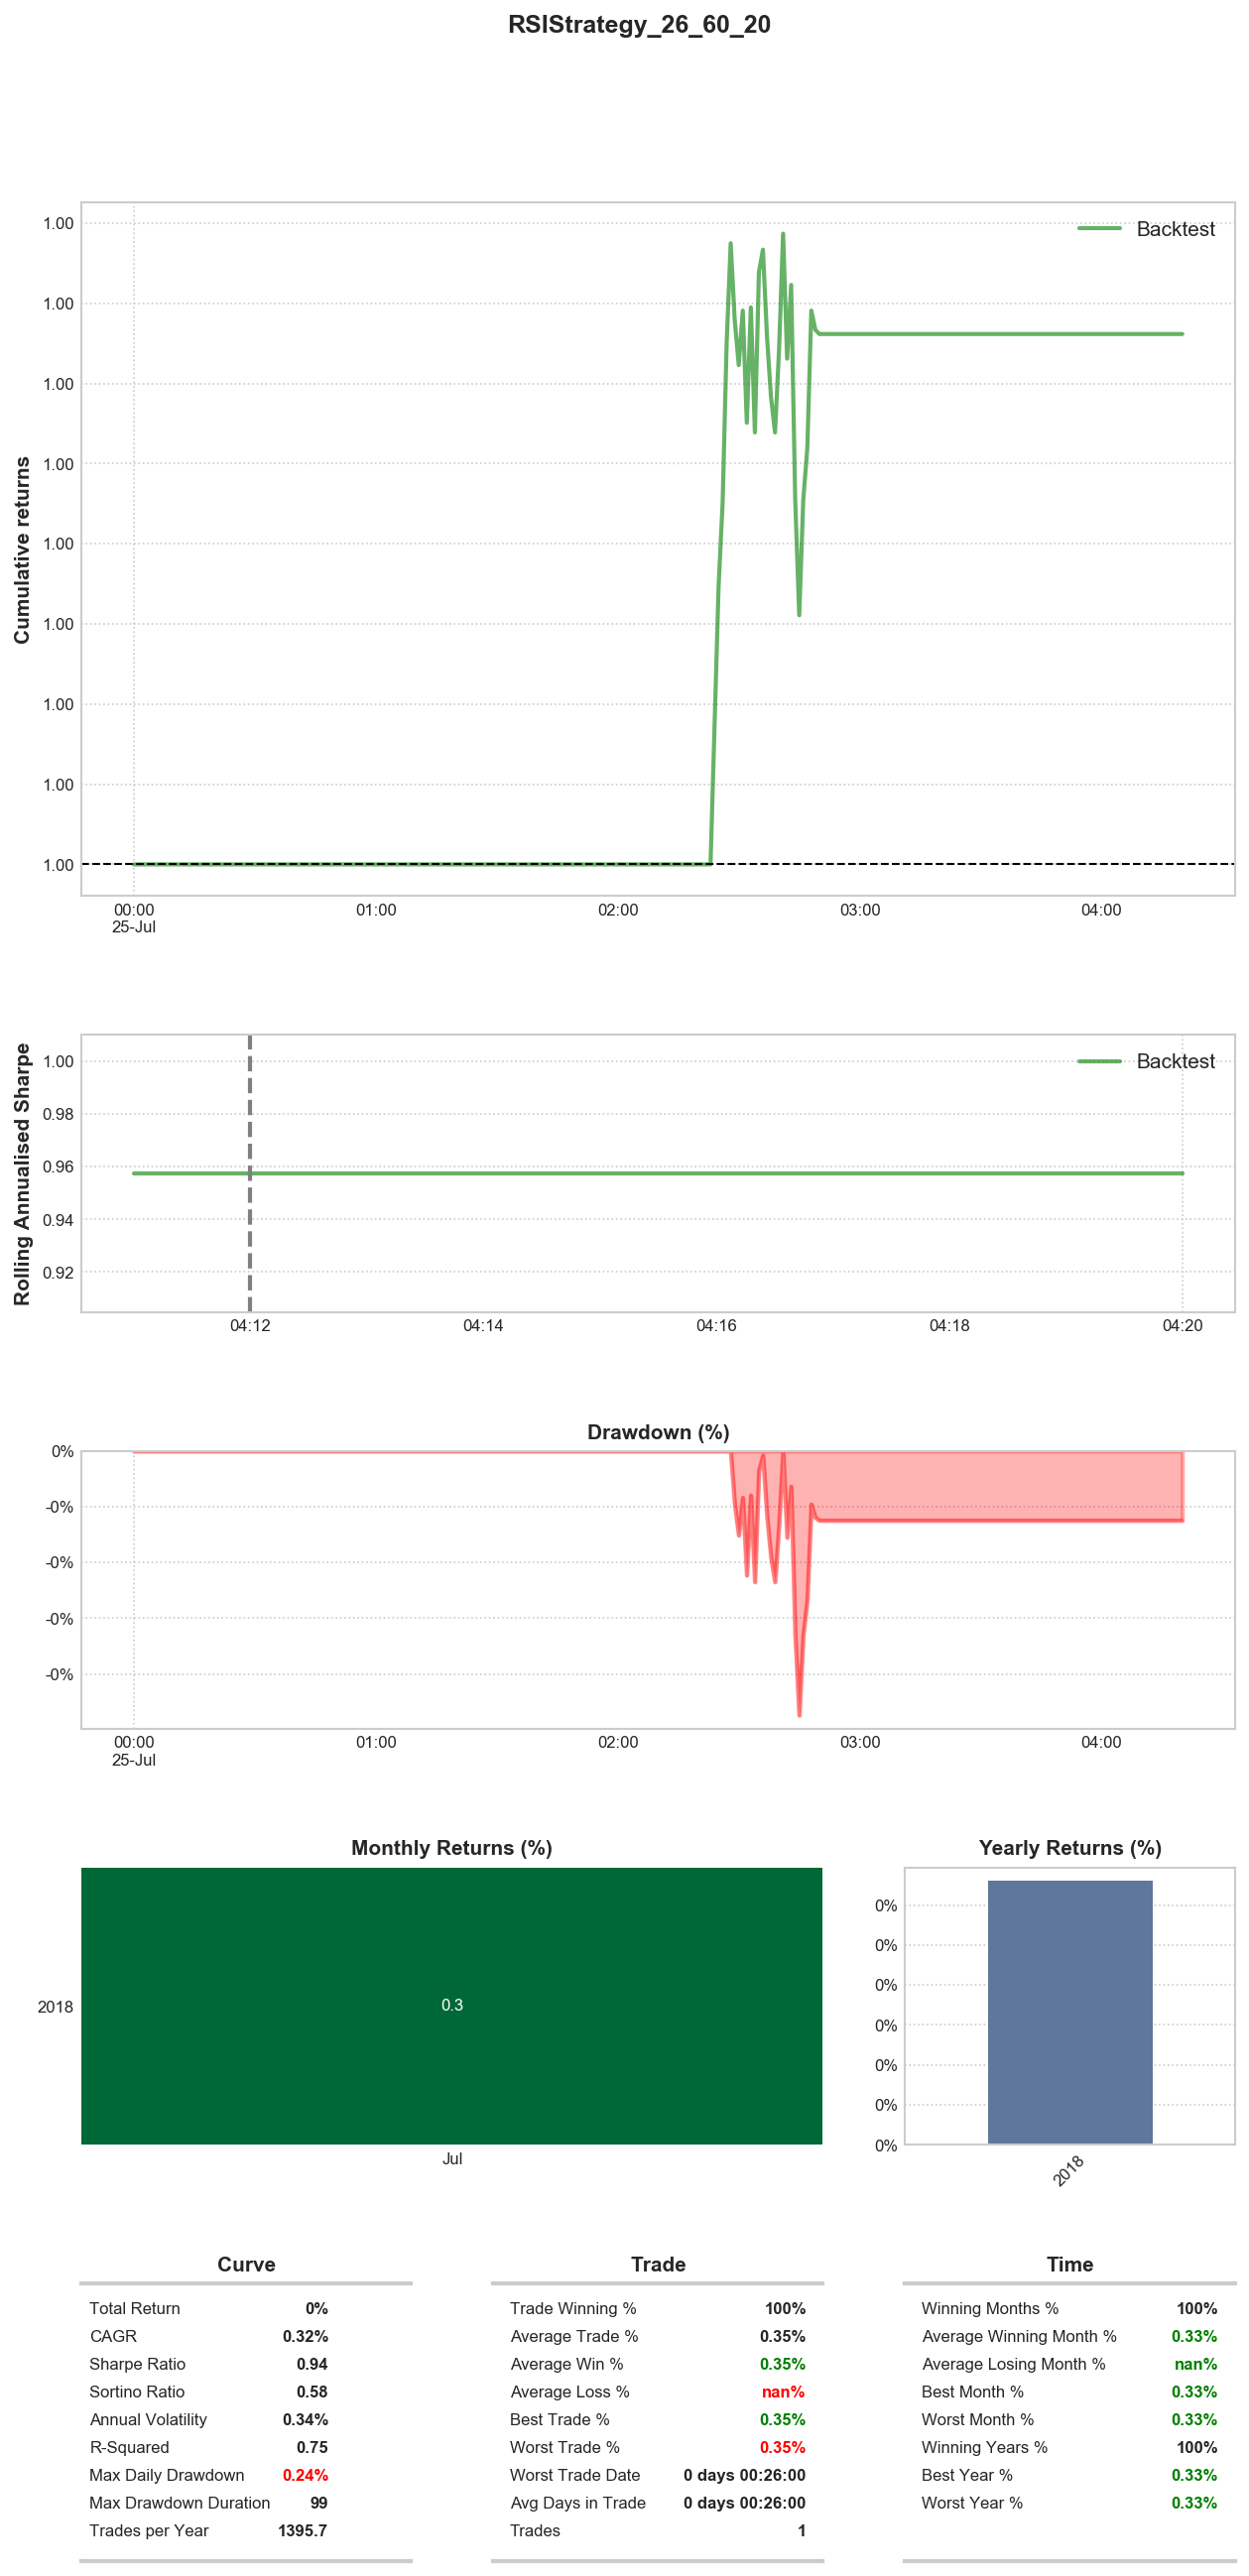 RSIStrategy_26_60_20
Cumulative returns
1.00
1.00
1.00
1.00
1.00
1.00
1.00
1.00
1.00
Backtest
00:00 01:00 02:00 03:00 04:00
25-Jul
Rolling Annualised Sharpe
1.00
0.98
0.96
0.94
0.92
Backtest
04:12 04:14 04:16 04:18 04:20
Drawdown (%)
0%
-0%
-0%
-0%
-0%
00:00 01:00 02:00 03:00 04:00
25-Jul
Monthly Returns (%)
2018
0.3
Jul
Yearly Returns (%)
0%
0%
0%
0%
0%
0%
0%
2018
Curve
Total Return 0%
CAGR 0.32%
Sharpe Ratio 0.94
Sortino Ratio 0.58
Annual Volatility 0.34%
R-Squared 0.75
Max Daily Drawdown 0.24%
Max Drawdown Duration 99
Trades per Year 1395.7
Trade
Trade Winning % 100%
Average Trade % 0.35%
Average Win % 0.35%
Average Loss % nan%
Best Trade % 0.35%
Worst Trade % 0.35%
Worst Trade Date 0 days 00:26:00
Avg Days in Trade 0 days 00:26:00
Trades 1
Time
Winning Months % 100%
Average Winning Month % 0.33%
Average Losing Month % nan%
Best Month % 0.33%
Worst Month % 0.33%
Winning Years % 100%
Best Year % 0.33%
Worst Year % 0.33%